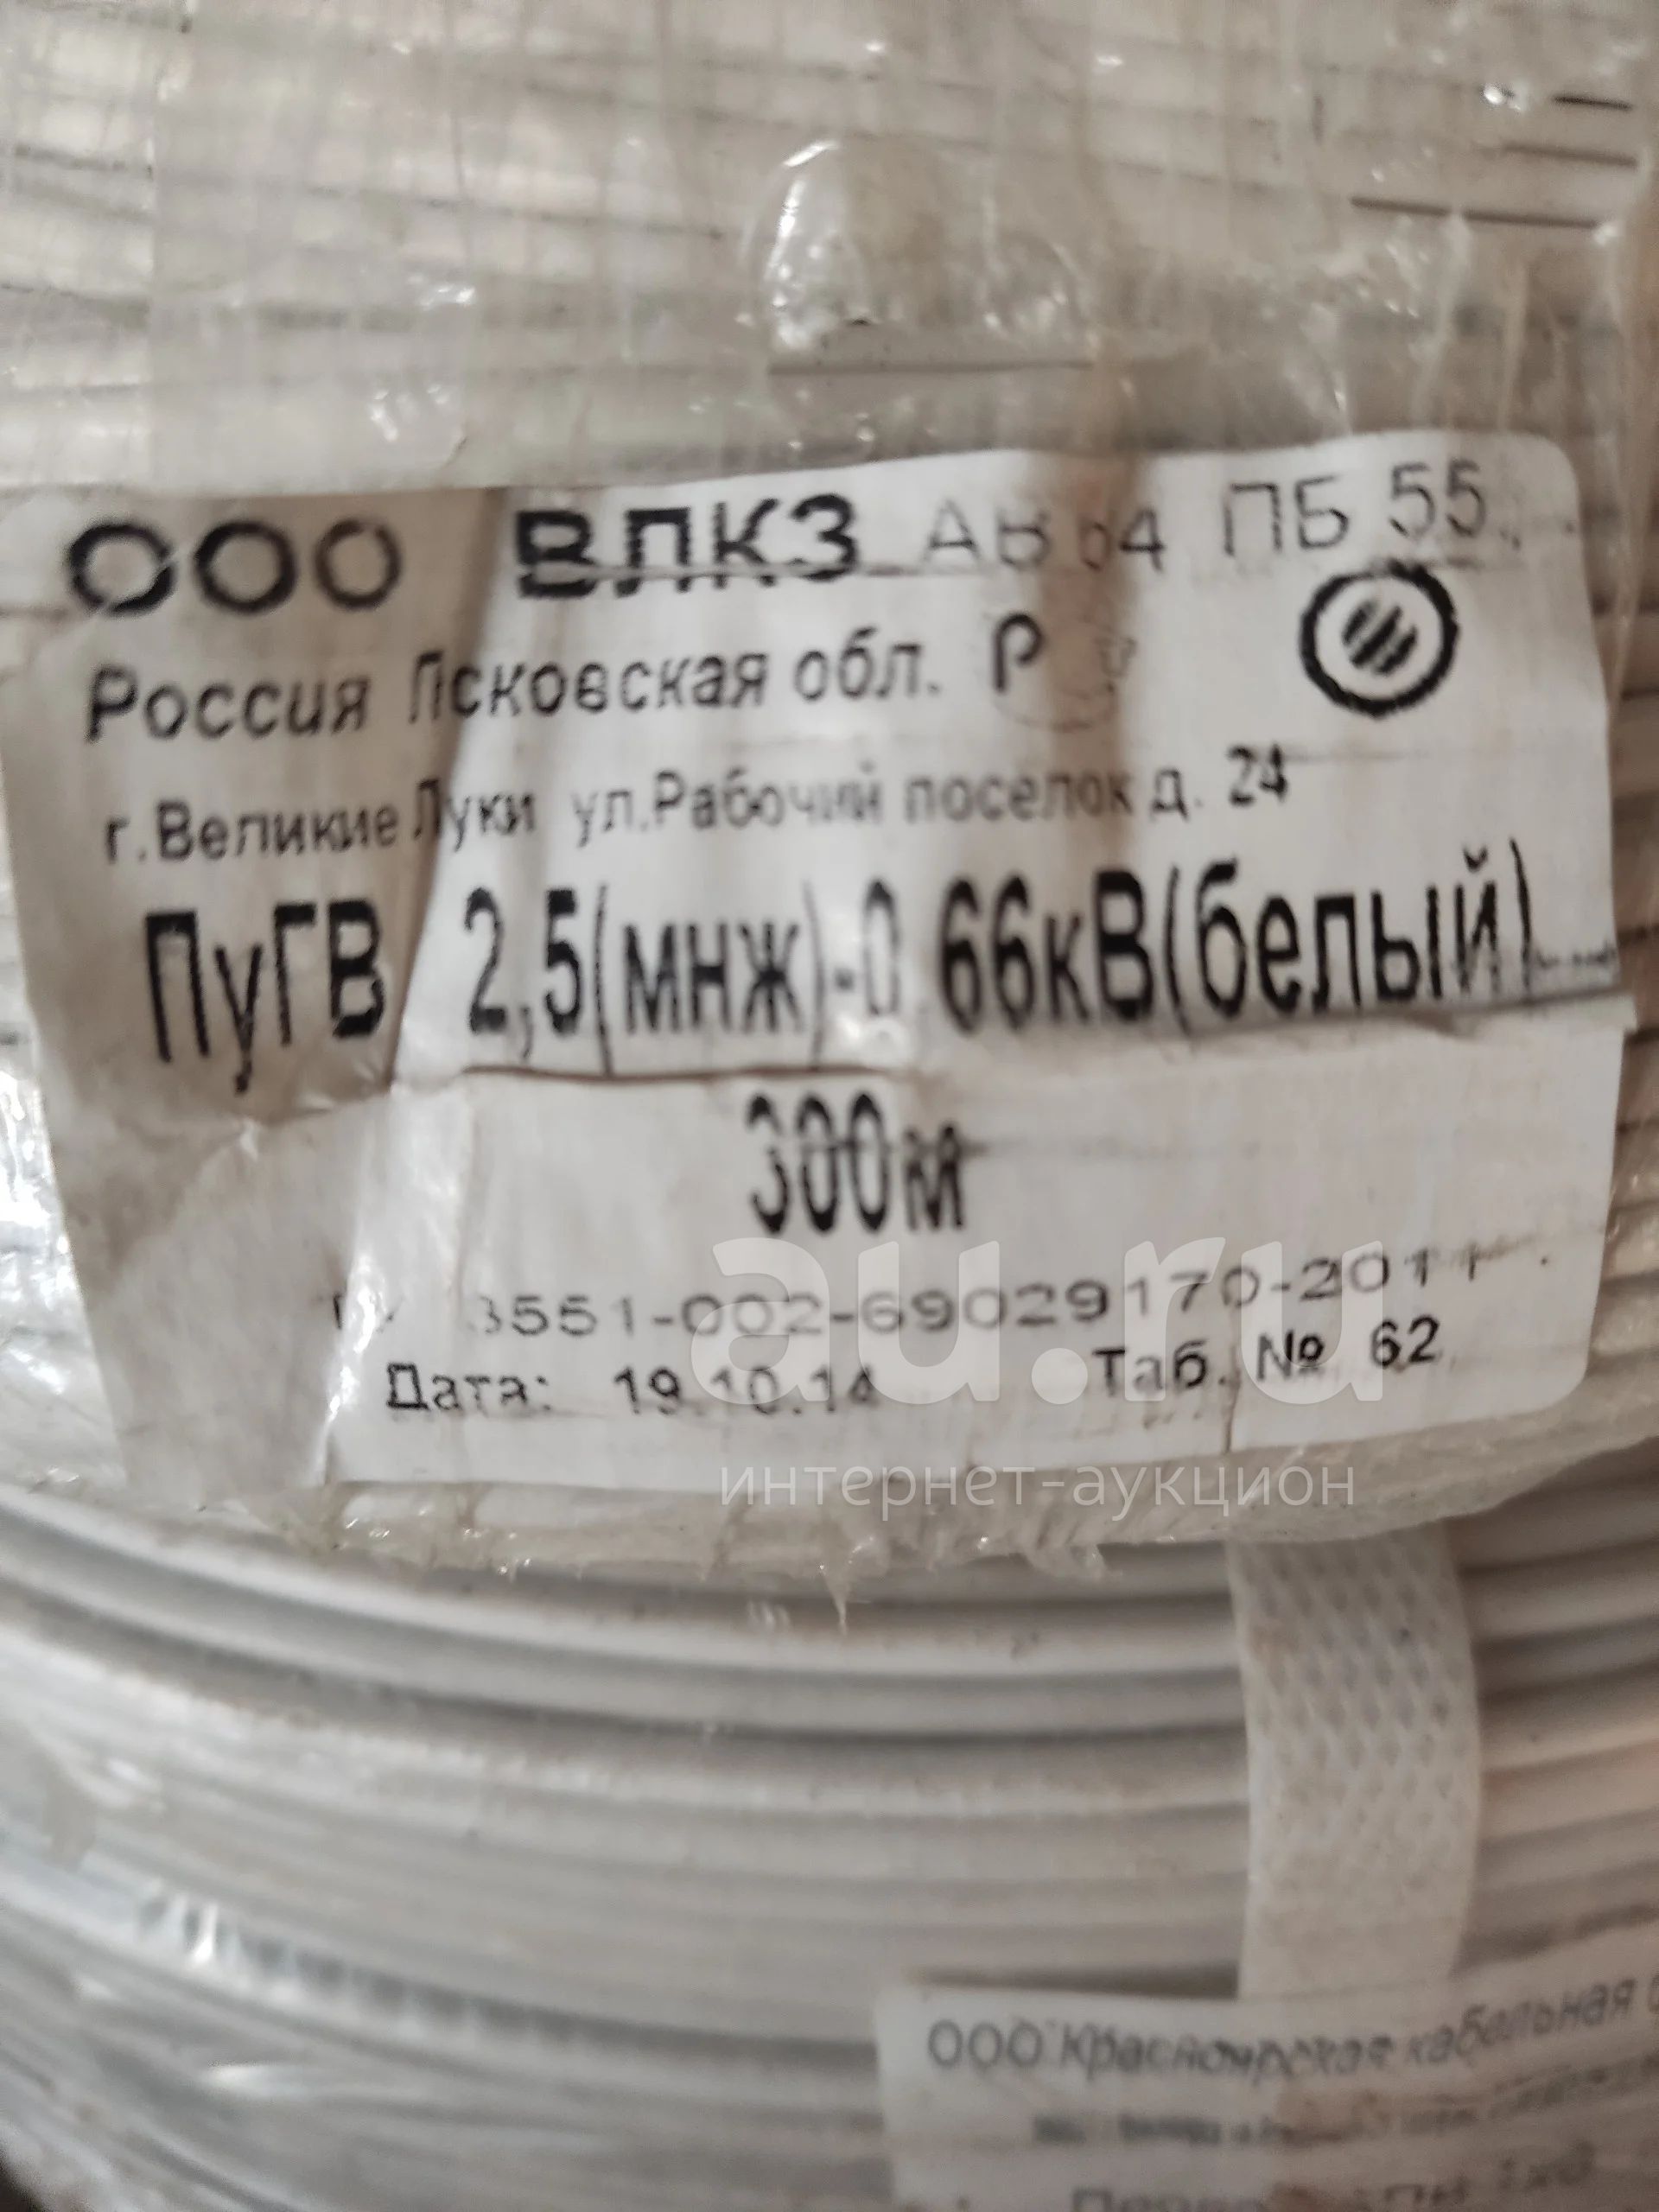 ООО ВЛКЗ АВ 64 ПБ 55
Россия Псковская обл. Р
г.Великие Луки ул.Рабочий поселок д. 24
ПуГВ 2,5(мнж)-0 66кВ(белый)
300м
3551-002-69029170-2011
Дата: 19.10.14 Таб. № 62
au.ru
интернет-аукцион
ООО Красноярская кабельная